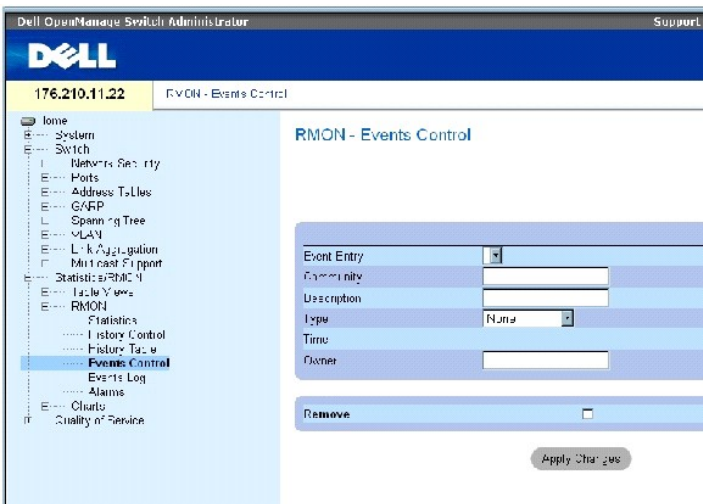 Dell OpenManage Switch Administrator
Support
DELL
176.210.11.22
RMON - Events Control
Home
System
Switch
Network Security
Ports
Address Tables
GARP
Spanning Tree
VLAN
Link Aggregation
Multicast Support
Statistics/RMON
Table Views
RMON
Statistics
History Control
History Table
Events Control
Events Log
Alarms
Charts
Quality of Service
RMON - Events Control
Event Entry
Community
Description
Type
None
Time
Owner
Remove
Apply Changes